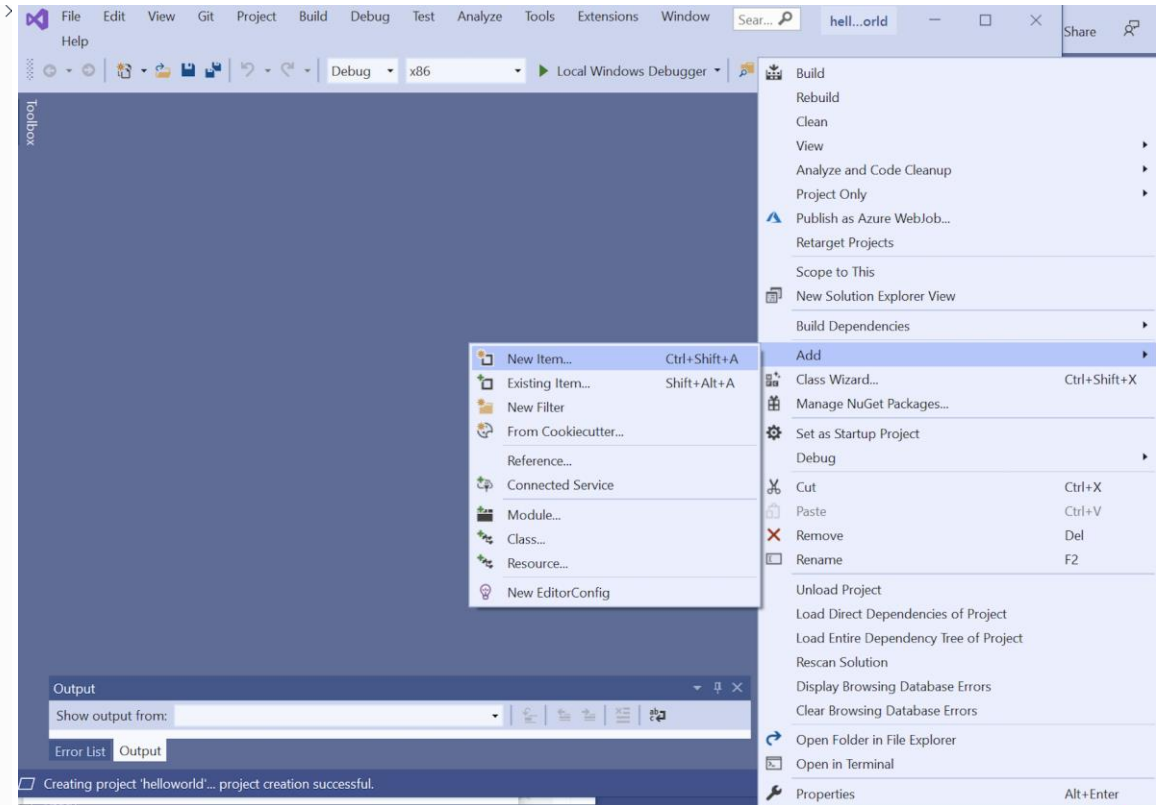 File Edit View Git Project Build Debug Test Analyze Tools Extensions Window Sear... hell...orld
Help
Share
Debug x86 Local Windows Debugger
Toolbox
Build
Rebuild
Clean
View
Analyze and Code Cleanup
Project Only
Publish as Azure WebJob...
Retarget Projects
Scope to This
New Solution Explorer View
Build Dependencies
Add
Class Wizard... Ctrl+Shift+X
Manage NuGet Packages...
Set as Startup Project
Debug
Cut Ctrl+X
Paste Ctrl+V
Remove Del
Rename F2
Unload Project
Load Direct Dependencies of Project
Load Entire Dependency Tree of Project
Rescan Solution
Display Browsing Database Errors
Clear Browsing Database Errors
Open Folder in File Explorer
Open in Terminal
Properties Alt+Enter
New Item... Ctrl+Shift+A
Existing Item... Shift+Alt+A
New Filter
From Cookiecutter...
Reference...
Connected Service
Module...
Class...
Resource...
New EditorConfig
Output
Show output from:
Error List Output
Creating project 'helloworld'... project creation successful.